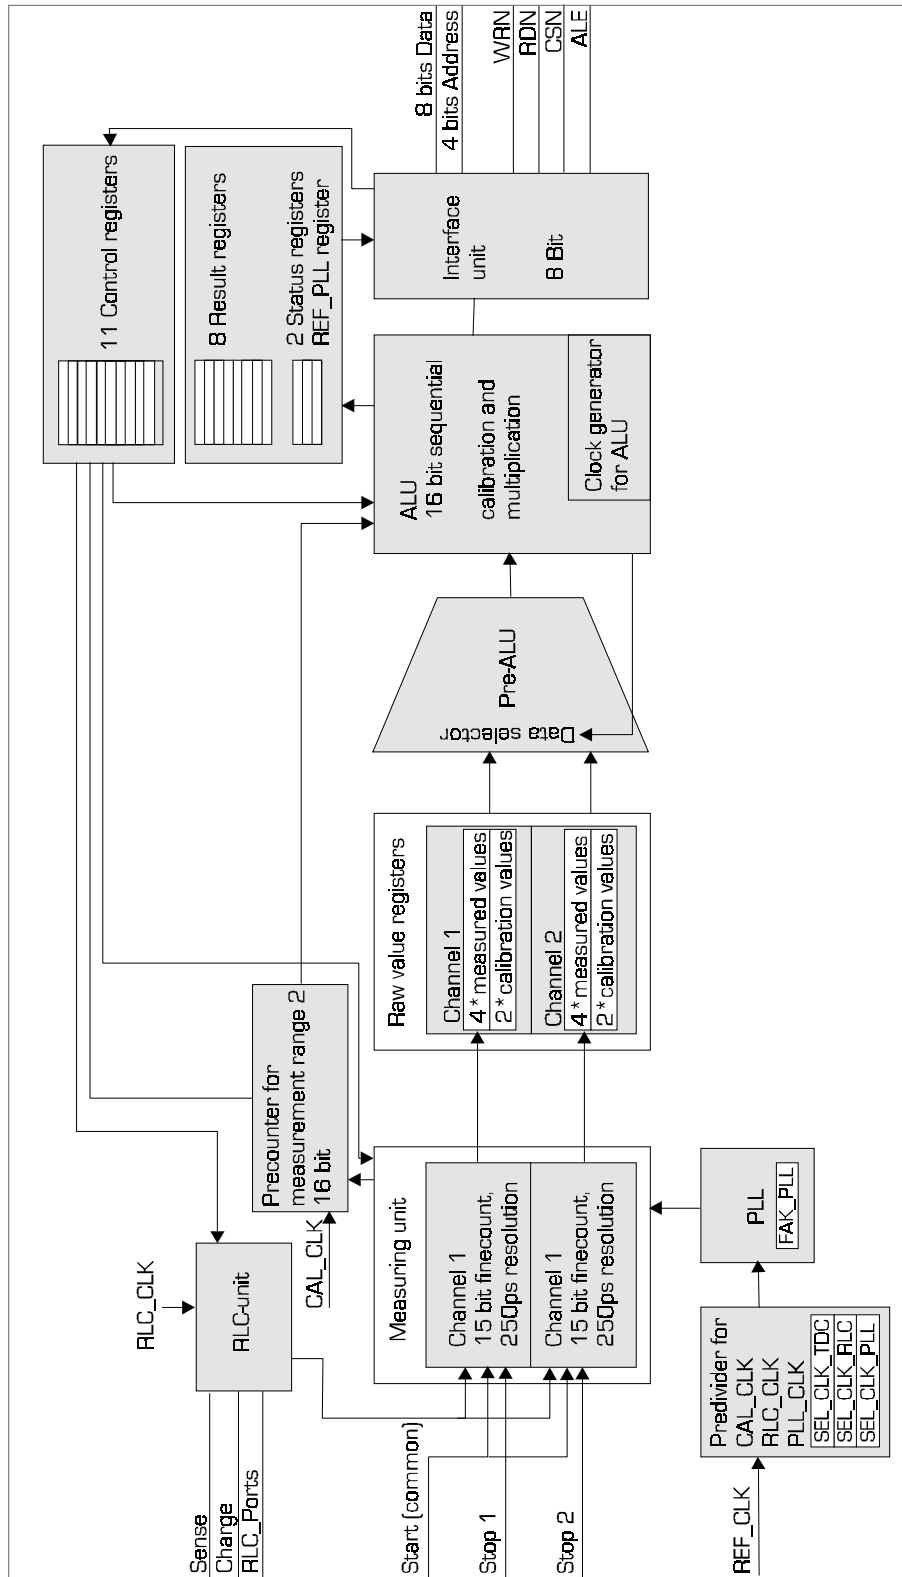 Sense
Charge
RLC_Ports
RLC_CLK
RLC-unit
CAL_CLK
Precounter for
measurement range 2
16 bit
11 Control registers
8 Result registers
2 Status registers
REF_PLL register
Start (common)
Stop 1
Stop 2
Measuring unit
Channel 1
15 bit finecount,
250ps resolution
Channel 1
15 bit finecount,
250ps resolution
Raw value registers
Channel 1
4*measured values
2*calibration values
Channel 2
4*measured values
2*calibration values
Data selector
Pre-ALU
ALU
16 bit sequential
calibration and
multiplication
Clock generator
for ALU
Interface
unit
8 Bit
8 bits Data
4 bits Address
WRN
RDN
CSN
ALE
REF_CLK
Predivider for
CAL_CLK
RLC_CLK
PLL_CLK
SEL_CLK_TDC
SEL_CLK_RLC
SEL_CLK_PLL
PLL
FAK_PLL